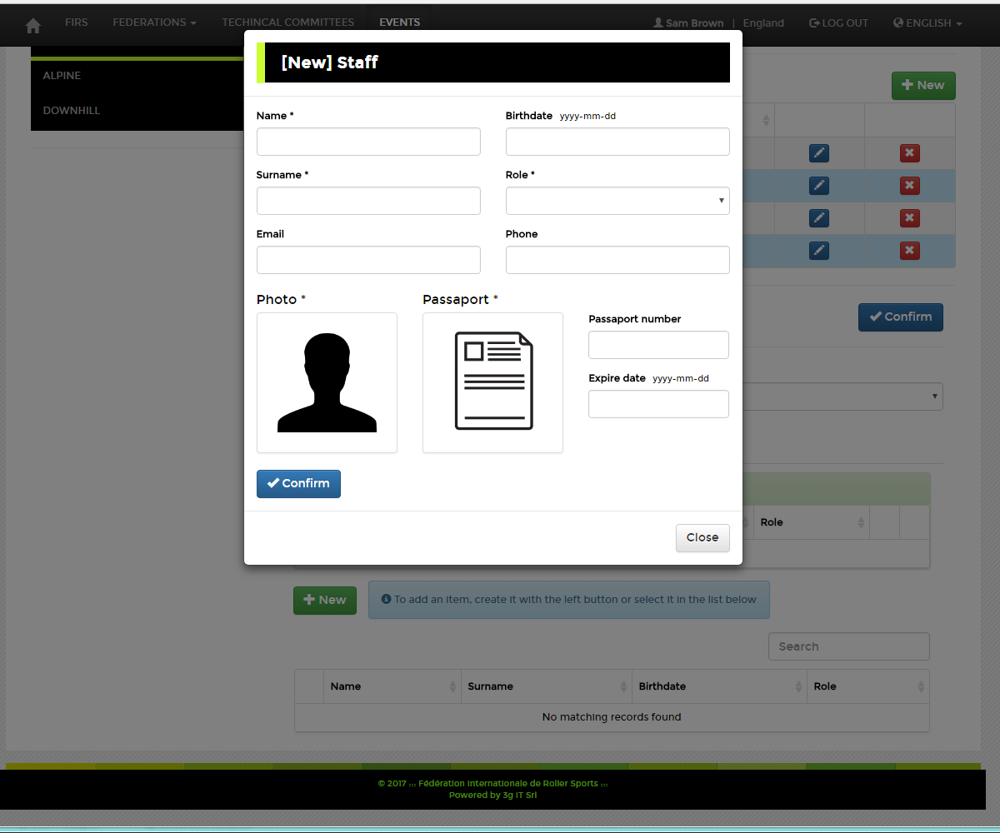 FIRS FEDERATIONS TECHINCAL COMMITTEES EVENTS Sam Brown | England LOG OUT ENGLISH
ALPINE
DOWNHILL
New
Confirm
[New] Staff
Name * Birthdate yyyy-mm-dd
Surname * Role *
Email Phone
Photo * Passaport *
Passaport number
Expire date yyyy-mm-dd
Confirm
Close
Role
New To add an item, create it with the left button or select it in the list below
Search
Name Surname Birthdate Role
No matching records found
© 2017 ::: Fédération Internationale de Roller Sports :::
Powered by 3g IT Srl